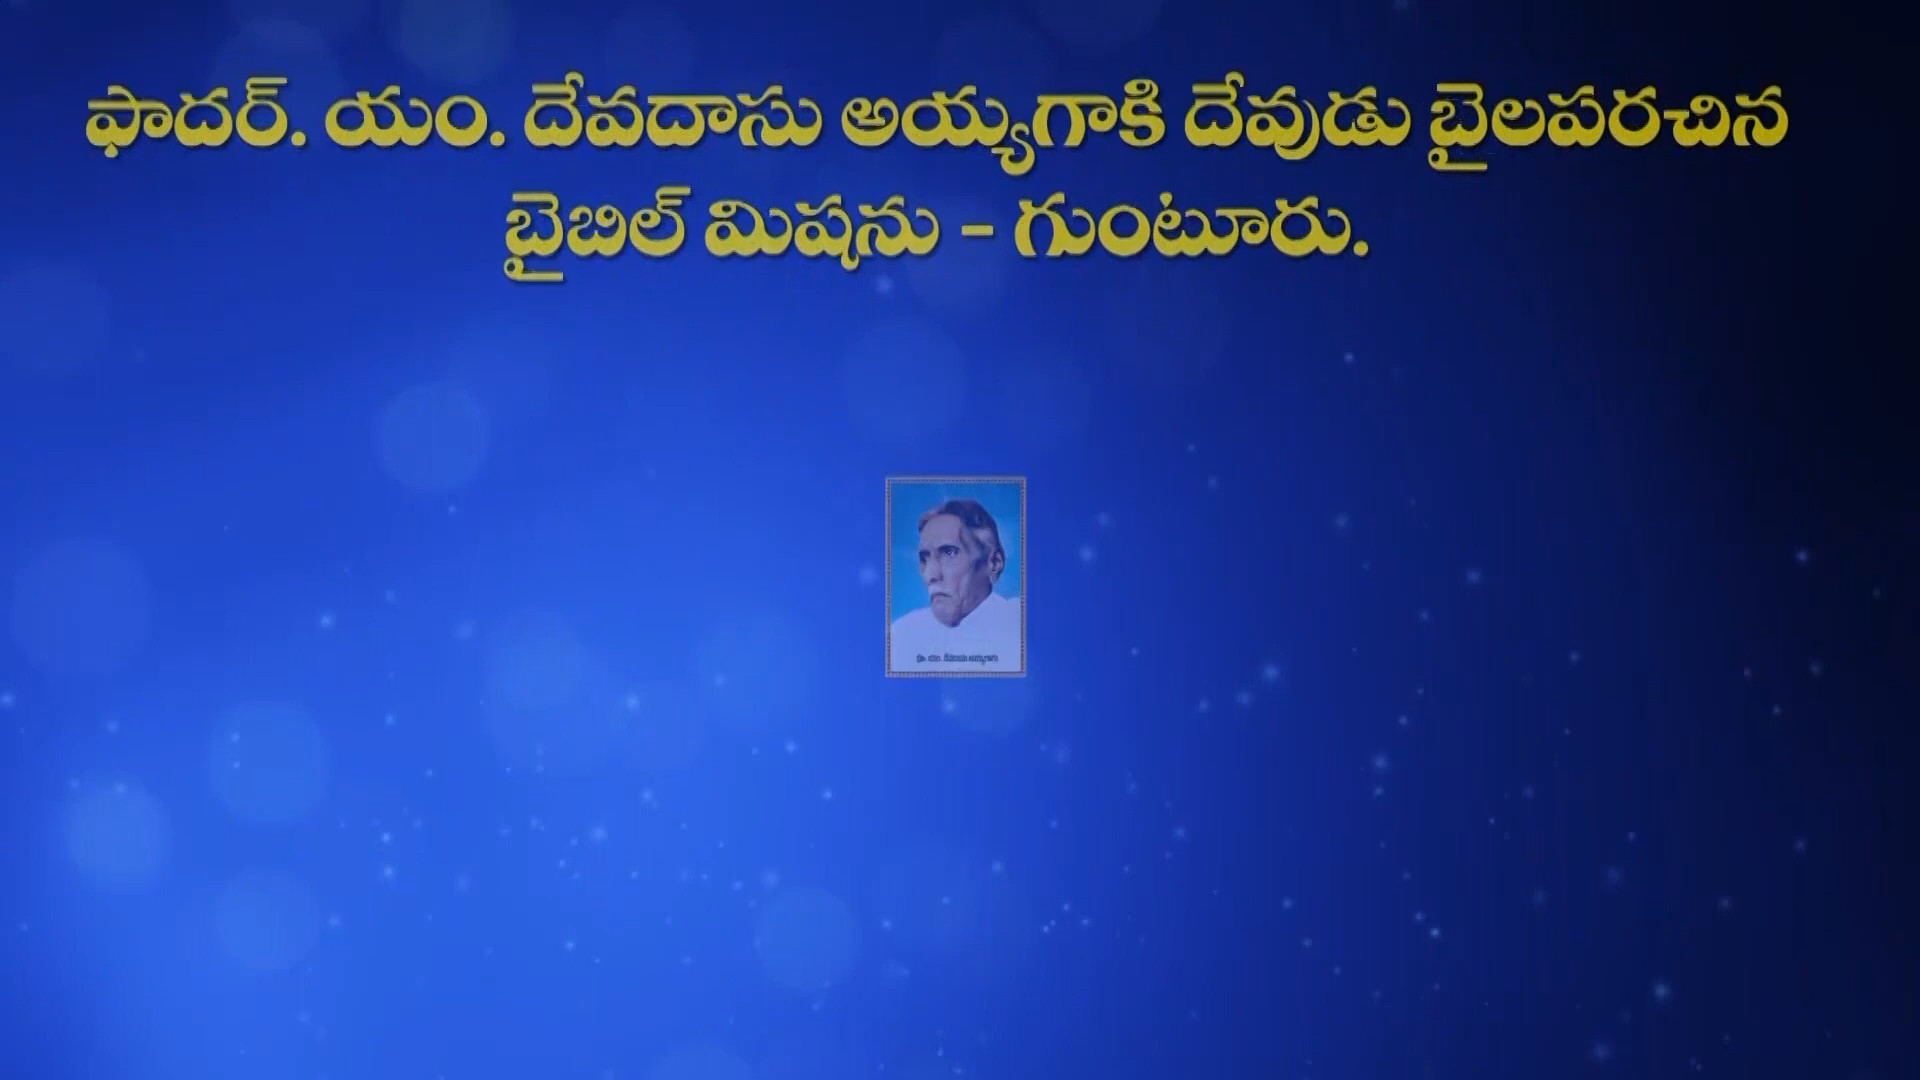 ఫాదర్. యం. దేవదాసు అయ్యగాకి దేవుడు బైలపరచిన
బైబిల్ మిషను - గుంటూరు.